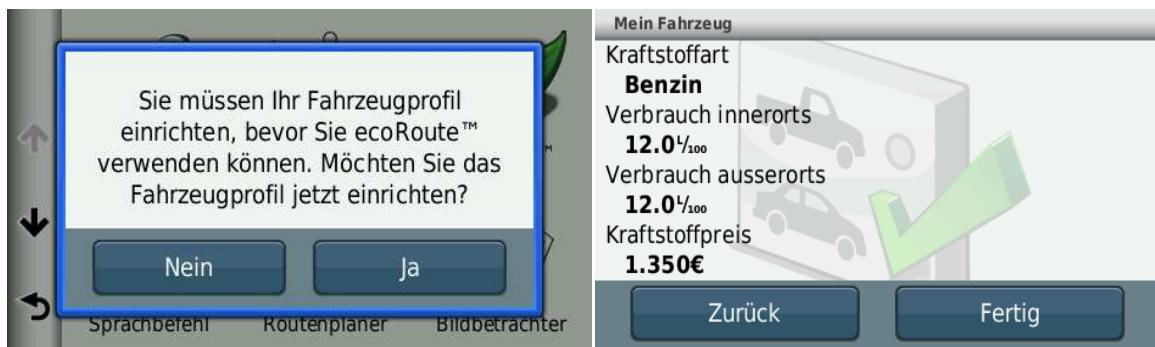 Sie müssen Ihr Fahrzeugprofil
einrichten, bevor Sie ecoRoute™
verwenden können. Möchten Sie das
Fahrzeugprofil jetzt einrichten?
Nein
Ja
Sprachbefehl
Routenplaner
Bildbetrachter
Mein Fahrzeug
Kraftstoffart
Benzin
Verbrauch innerorts
12.0 L/100
Verbrauch ausserorts
12.0 L/100
Kraftstoffpreis
1.350€
Zurück
Fertig